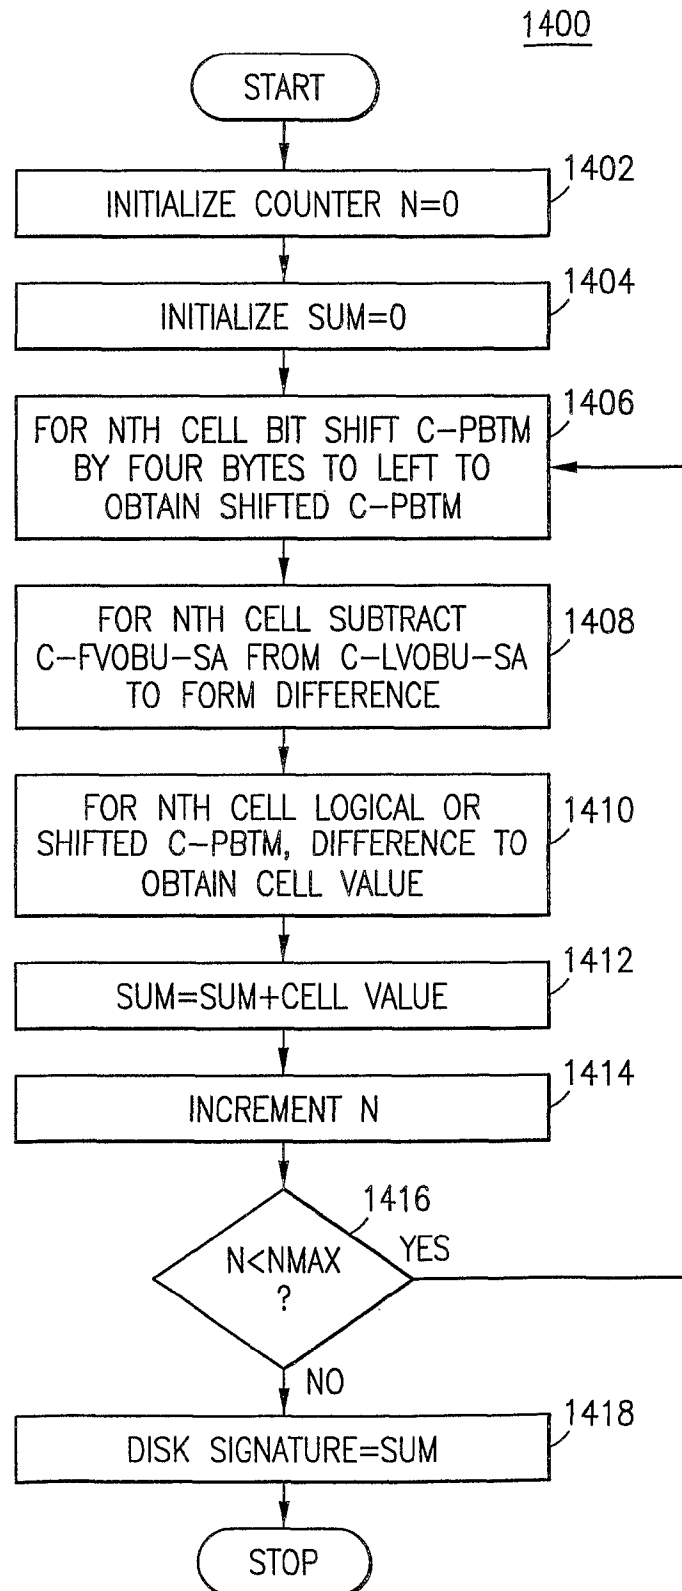 1400
START
1402
INITIALIZE COUNTER N=0
1404
INITIALIZE SUM=0
1406
FOR NTH CELL BIT SHIFT C-PBTM
BY FOUR BYTES TO LEFT TO
OBTAIN SHIFTED C-PBTM
1408
FOR NTH CELL SUBTRACT
C-FVOBU-SA FROM C-LVOBU-SA
TO FORM DIFFERENCE
1410
FOR NTH CELL LOGICAL OR
SHIFTED C-PBTM, DIFFERENCE TO
OBTAIN CELL VALUE
1412
SUM=SUM+CELL VALUE
1414
INCREMENT N
1416
N<NMAX
?
YES
NO
1418
DISK SIGNATURE=SUM
STOP